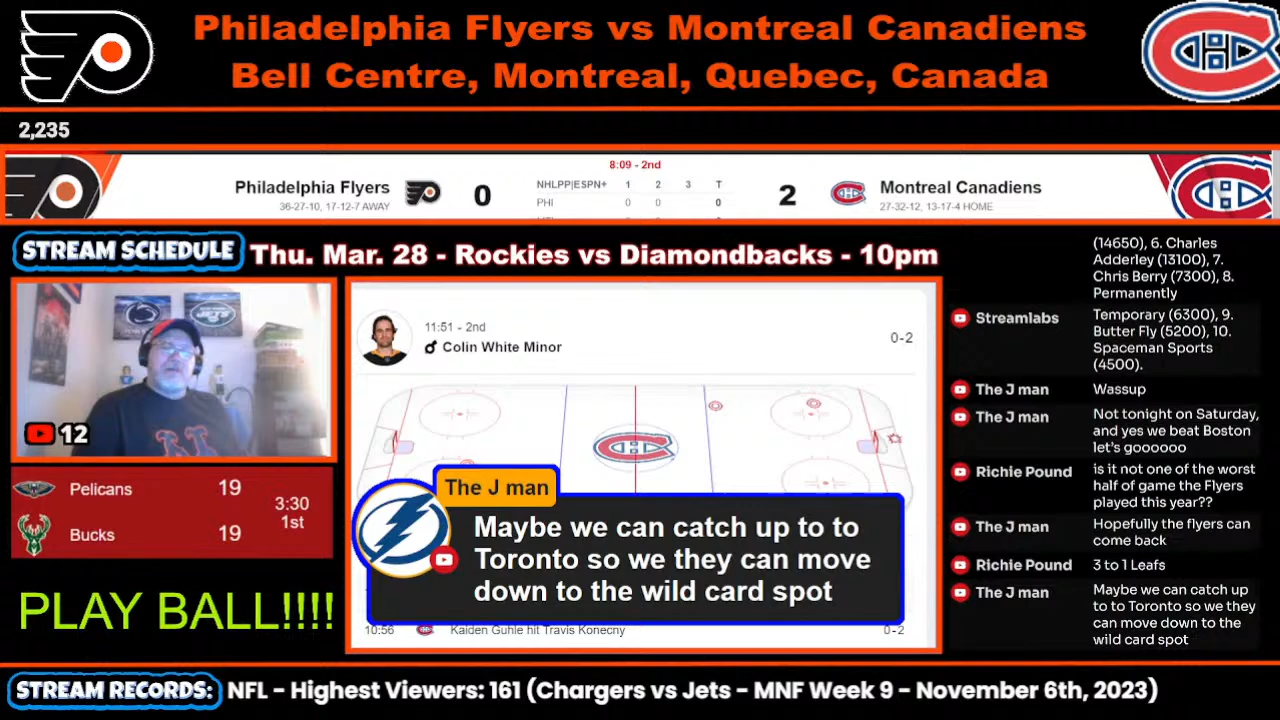 Philadelphia Flyers vs Montreal Canadiens
Bell Centre, Montreal, Quebec, Canada
2,235
8:09 - 2nd
Philadelphia Flyers
36-27-10, 17-12-7 AWAY
0
NHLPP|ESPN+ 1 2 3 T
PHI 0 0 0
2
Montreal Canadiens
27-32-12, 13-17-4 HOME
STREAM SCHEDULE
Thu. Mar. 28 - Rockies vs Diamondbacks - 10pm
JETS
12
Pelicans 19
Bucks 19
3:30
1st
PLAY BALL!!!!
11:51 - 2nd
Colin White Minor
0-2
The J man
Maybe we can catch up to to
Toronto so we they can move
down to the wild card spot
10:56 Kaiden Guhle hit Travis Konecny 0-2
(14650), 6. Charles
Adderley (13100), 7.
Chris Berry (7300), 8.
Permanently
Streamlabs Temporary (6300), 9.
Butter Fly (5200), 10.
Spaceman Sports
(4500).
The J man Wassup
The J man Not tonight on Saturday,
and yes we beat Boston
let's goooooo
Richie Pound is it not one of the worst
half of game the Flyers
played this year??
The J man Hopefully the flyers can
come back
Richie Pound 3 to 1 Leafs
The J man Maybe we can catch up
to to Toronto so we they
can move down to the
wild card spot
STREAM RECORDS: NFL - Highest Viewers: 161 (Chargers vs Jets - MNF Week 9 - November 6th, 2023)